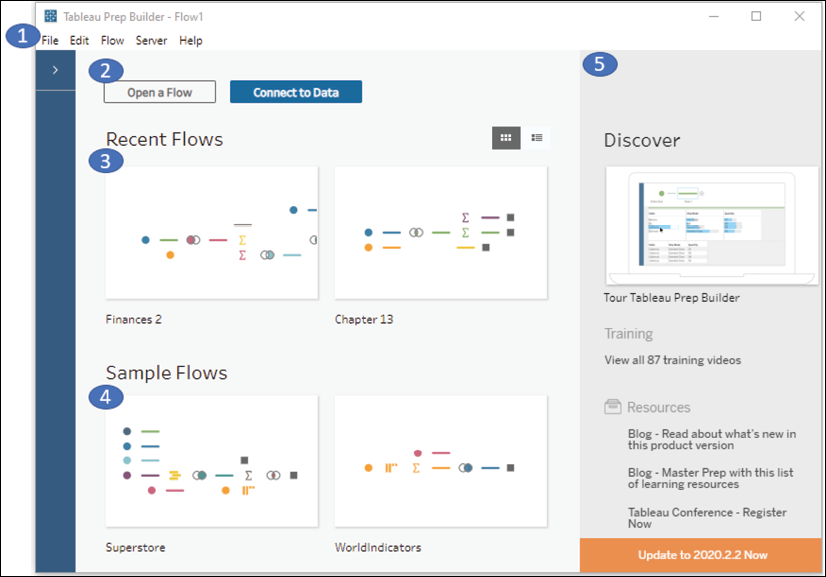 Tableau Prep Builder - Flow1
1
File Edit Flow Server Help
2
5
Open a Flow
Connect to Data
Recent Flows
3
Finances 2
Chapter 13
Sample Flows
4
Superstore
WorldIndicators
Discover
Tour Tableau Prep Builder
Training
View all 87 training videos
Resources
Blog - Read about what's new in
this product version
Blog - Master Prep with this list
of learning resources
Tableau Conference - Register
Now
Update to 2020.2.2 Now